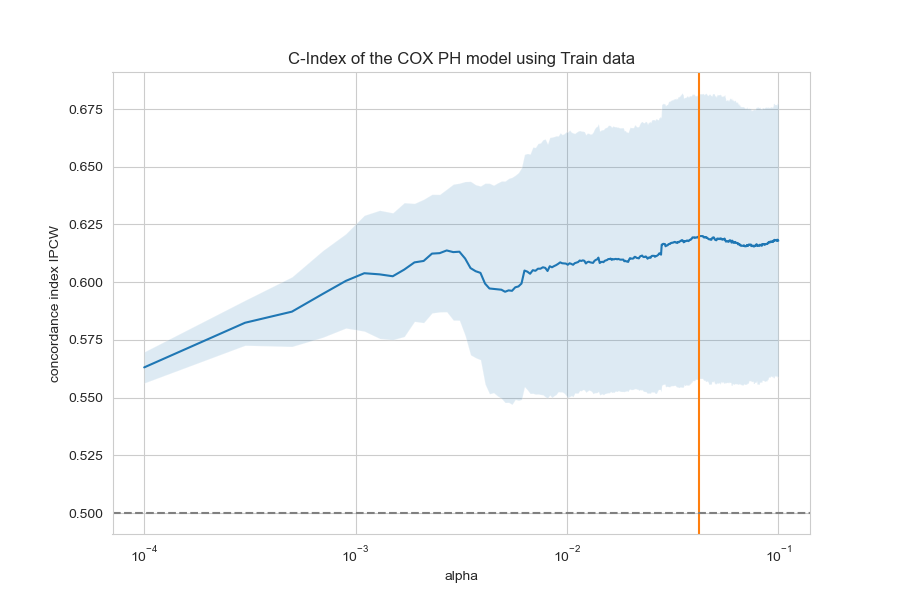 C-Index of the COX PH model using Train data
concordance index IPCW
0.675
0.650
0.625
0.600
0.575
0.550
0.525
0.500
10⁻⁴ 10⁻³ 10⁻² 10⁻¹
alpha